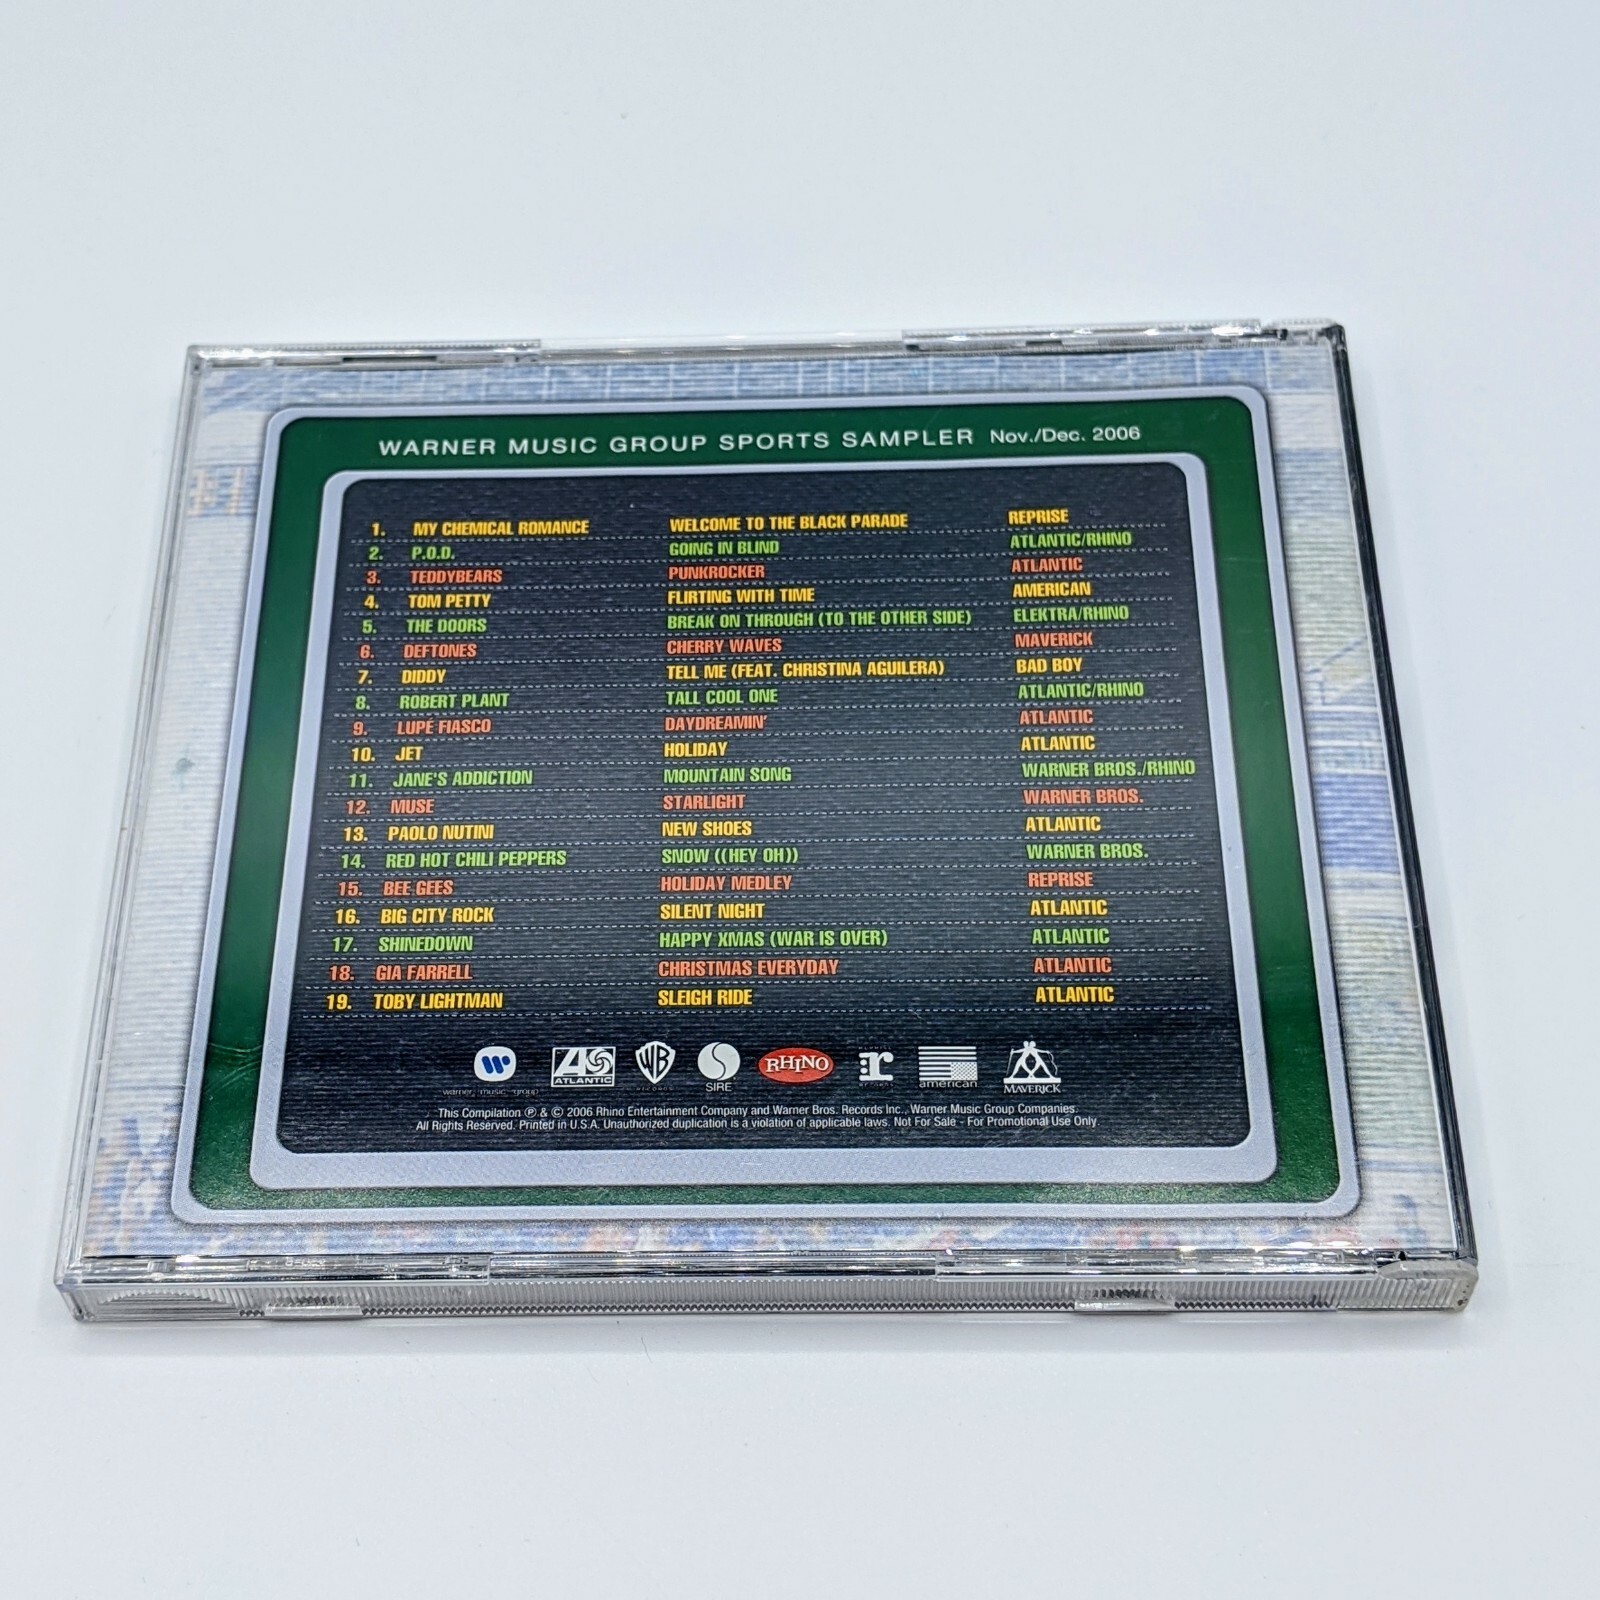 WARNER MUSIC GROUP SPORTS SAMPLER Nov./Dec. 2006
1. MY CHEMICAL ROMANCE WELCOME TO THE BLACK PARADE REPRISE
2. P.O.D. GOING IN BLIND ATLANTIC/RHINO
3. TEDDYBEARS PUNKROCKER ATLANTIC
4. TOM PETTY FLIRTING WITH TIME AMERICAN
5. THE DOORS BREAK ON THROUGH (TO THE OTHER SIDE) ELEKTRA/RHINO
6. DEFTONES CHERRY WAVES MAVERICK
7. DIDDY TELL ME (FEAT. CHRISTINA AGUILERA) BAD BOY
8. ROBERT PLANT TALL COOL ONE ATLANTIC/RHINO
9. LUPE FIASCO DAYDREAMIN' ATLANTIC
10. JET HOLIDAY ATLANTIC
11. JANE'S ADDICTION MOUNTAIN SONG WARNER BROS./RHINO
12. MUSE STARLIGHT WARNER BROS.
13. PAOLO NUTINI NEW SHOES ATLANTIC
14. RED HOT CHILI PEPPERS SNOW ((HEY OH)) WARNER BROS.
15. BEE GEES HOLIDAY MEDLEY REPRISE
16. BIG CITY ROCK SILENT NIGHT ATLANTIC
17. SHINEDOWN HAPPY XMAS (WAR IS OVER) ATLANTIC
18. GIA FARRELL CHRISTMAS EVERYDAY ATLANTIC
19. TOBY LIGHTMAN SLEIGH RIDE ATLANTIC
warner music group ATLANTIC WB RECORDS SIRE RHINO r RECORDS american MAVERICK
This Compilation ℗ & © 2006 Rhino Entertainment Company and Warner Bros. Records Inc., Warner Music Group Companies.
All Rights Reserved. Printed in U.S.A. Unauthorized duplication is a violation of applicable laws. Not For Sale - For Promotional Use Only.